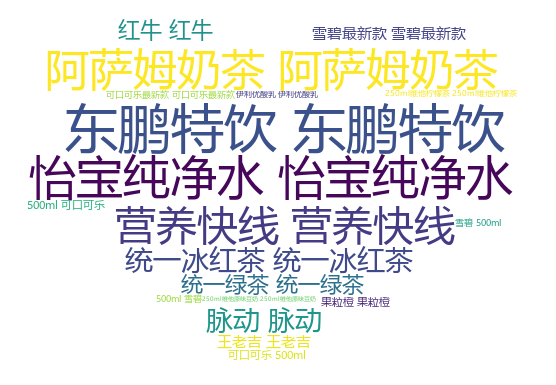 红牛 红牛
雪碧最新款 雪碧最新款
阿萨姆奶茶 阿萨姆奶茶
可口可乐最新款 可口可乐最新款
伊利优酸乳 伊利优酸乳
250ml维他柠檬茶 250ml维他柠檬茶
东鹏特饮 东鹏特饮
怡宝纯净水 怡宝纯净水
500ml 可口可乐
营养快线 营养快线
雪碧 500ml
统一冰红茶 统一冰红茶
统一绿茶 统一绿茶
500ml 雪碧
250ml维他原味豆奶 250ml维他原味豆奶
果粒橙 果粒橙
脉动 脉动
王老吉 王老吉
可口可乐 500ml